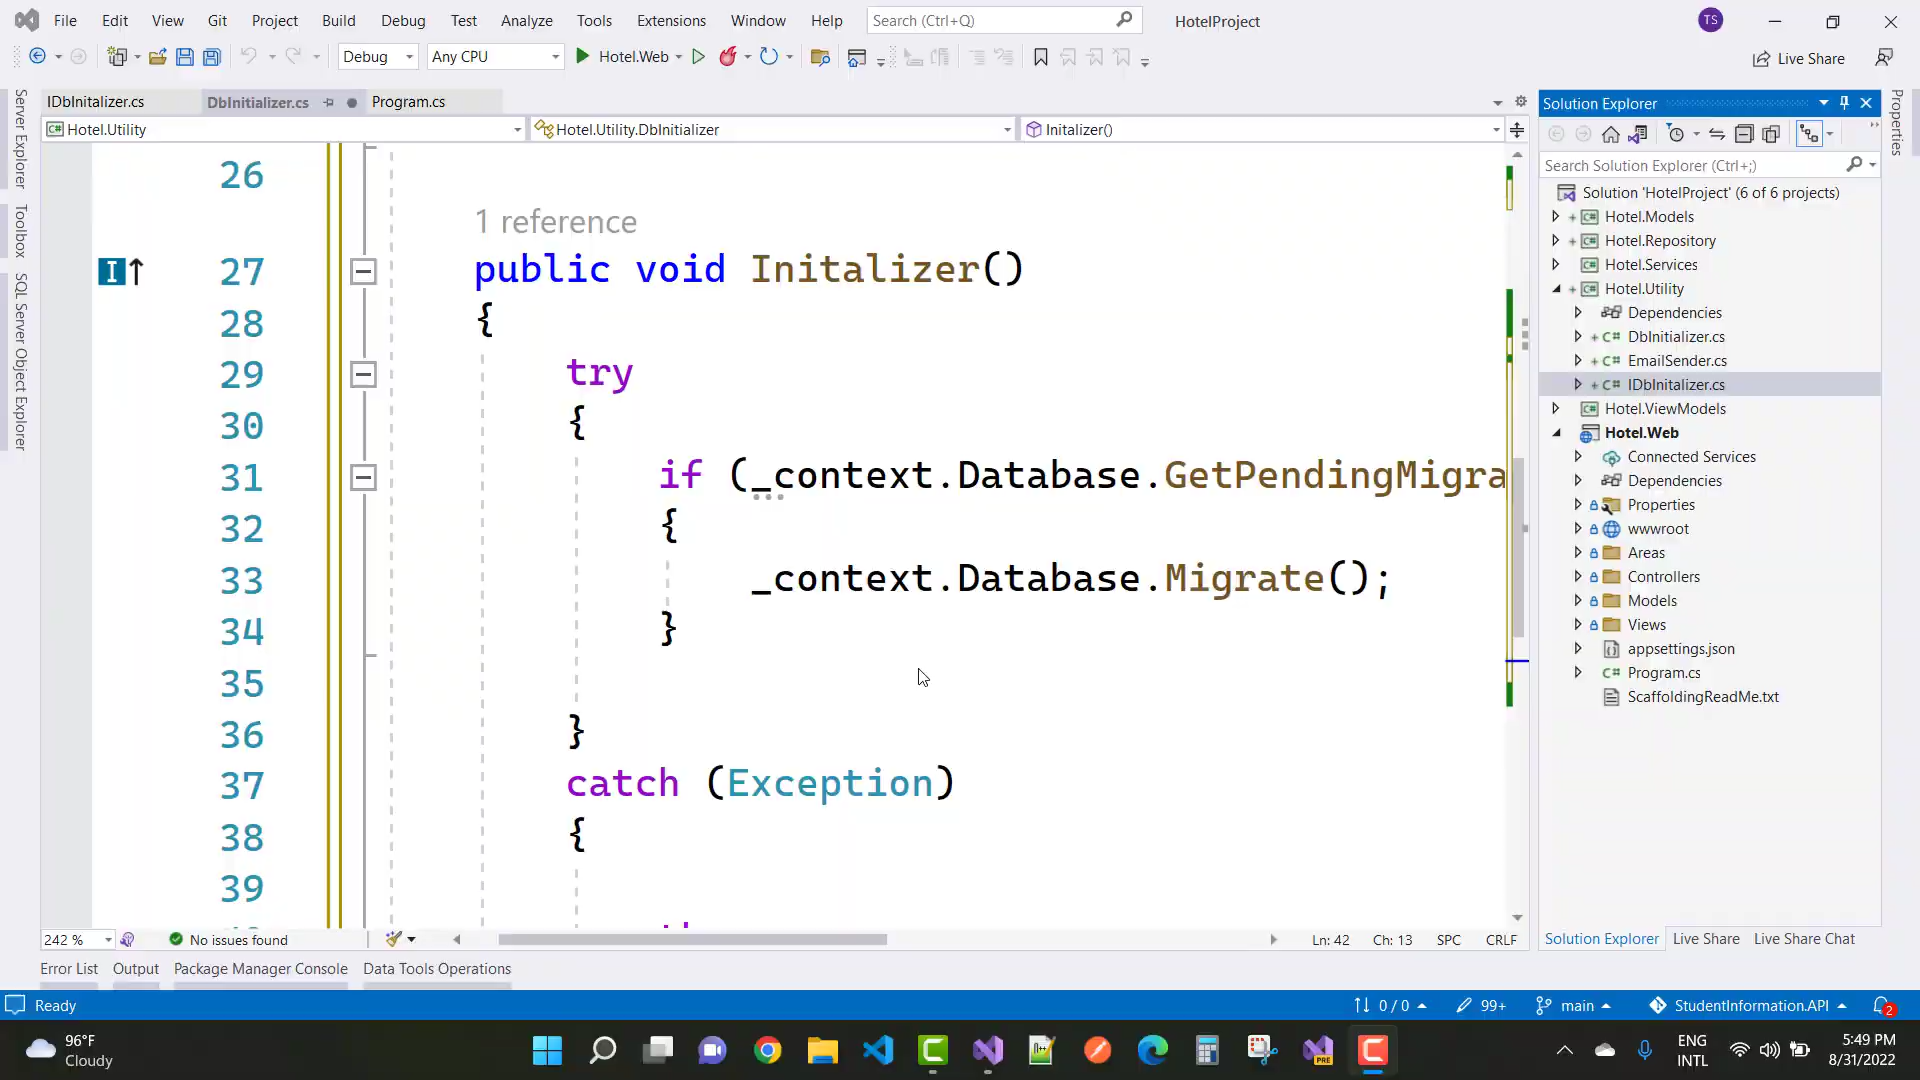 File Edit View Git Project Build Debug Test Analyze Tools Extensions Window Help Search (Ctrl+Q) HotelProject TS
Debug Any CPU Hotel.Web Live Share
IDbInitalizer.cs DbInitializer.cs Program.cs
Hotel.Utility Hotel.Utility.DbInitializer Initalizer()
Server Explorer
Toolbox
SQL Server Object Explorer
26
1 reference
27 public void Initalizer()
28 {
29 try
30 {
31 if (_context.Database.GetPendingMigra
32 {
33 _context.Database.Migrate();
34 }
35
36 }
37 catch (Exception)
38 {
39
242 % No issues found Ln: 42 Ch: 13 SPC CRLF
Solution Explorer
Search Solution Explorer (Ctrl+;)
Solution 'HotelProject' (6 of 6 projects)
Hotel.Models
Hotel.Repository
Hotel.Services
Hotel.Utility
Dependencies
DbInitializer.cs
EmailSender.cs
IDbInitalizer.cs
Hotel.ViewModels
Hotel.Web
Connected Services
Dependencies
Properties
wwwroot
Areas
Controllers
Models
Views
appsettings.json
Program.cs
ScaffoldingReadMe.txt
Solution Explorer Live Share Live Share Chat
Properties
Error List Output Package Manager Console Data Tools Operations
Ready 0 / 0 99+ main StudentInformation.API 2
96°F
Cloudy
PRE
ENG
INTL
5:49 PM
8/31/2022